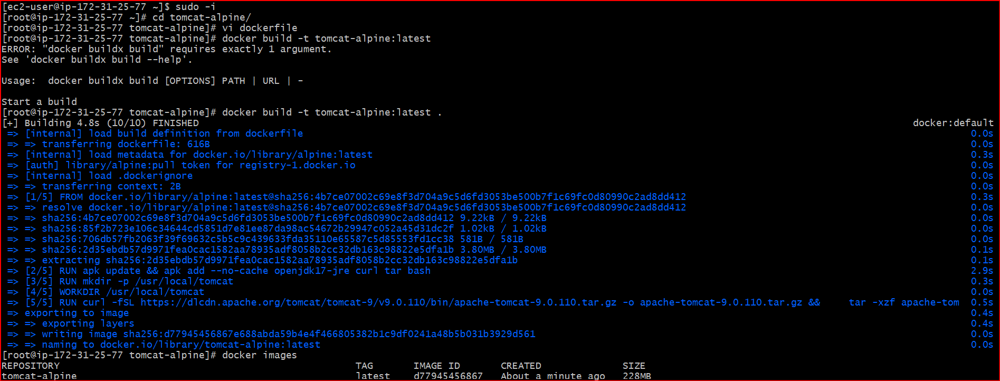 [ec2-user@ip-172-31-25-77 ~]$ sudo -i
[root@ip-172-31-25-77 ~]# cd tomcat-alpine/
[root@ip-172-31-25-77 tomcat-alpine]# vi dockerfile
[root@ip-172-31-25-77 tomcat-alpine]# docker build -t tomcat-alpine:latest
ERROR: "docker buildx build" requires exactly 1 argument.
See 'docker buildx build --help'.
Usage:  docker buildx build [OPTIONS] PATH | URL | -
Start a build
[root@ip-172-31-25-77 tomcat-alpine]# docker build -t tomcat-alpine:latest .
[+] Building 4.8s (10/10) FINISHED docker:default
=> [internal] load build definition from dockerfile 0.0s
=> => transferring dockerfile: 616B 0.0s
=> [internal] load metadata for docker.io/library/alpine:latest 0.3s
=> [auth] library/alpine:pull token for registry-1.docker.io 0.0s
=> [internal] load .dockerignore 0.0s
=> => transferring context: 2B 0.0s
=> [1/5] FROM docker.io/library/alpine:latest@sha256:4b7ce07002c69e8f3d704a9c5d6fd3053be500b7f1c69fc0d80990c2ad8dd412 0.3s
=> => resolve docker.io/library/alpine:latest@sha256:4b7ce07002c69e8f3d704a9c5d6fd3053be500b7f1c69fc0d80990c2ad8dd412 0.0s
=> => sha256:4b7ce07002c69e8f3d704a9c5d6fd3053be500b7f1c69fc0d80990c2ad8dd412 9.22kB / 9.22kB 0.0s
=> => sha256:85f2b723e106c34644cd5851d7e81ee87da98ac54672b29947c052a45d31dc2f 1.02kB / 1.02kB 0.0s
=> => sha256:706db57fb2063f39f69632c5b5c9c439633fda35110e65587c5d85553fd1cc38 581B / 581B 0.0s
=> => sha256:2d35ebdb57d9971fea0cac1582aa78935adf8058b2cc32db163c98822e5dfa1b 3.80MB / 3.80MB 0.1s
=> => extracting sha256:2d35ebdb57d9971fea0cac1582aa78935adf8058b2cc32db163c98822e5dfa1b 0.1s
=> [2/5] RUN apk update && apk add --no-cache openjdk17-jre curl tar bash 2.9s
=> [3/5] RUN mkdir -p /usr/local/tomcat 0.3s
=> [4/5] WORKDIR /usr/local/tomcat 0.0s
=> [5/5] RUN curl -fSL https://dlcdn.apache.org/tomcat/tomcat-9/v9.0.110/bin/apache-tomcat-9.0.110.tar.gz -o apache-tomcat-9.0.110.tar.gz &&     tar -xzf apache-tom 0.5s
=> exporting to image 0.4s
=> => exporting layers 0.4s
=> => writing image sha256:d77945456867e688abda59b4e4f466805382b1c9df0241a48b5b031b3929d561 0.0s
=> => naming to docker.io/library/tomcat-alpine:latest 0.0s
[root@ip-172-31-25-77 tomcat-alpine]# docker images
REPOSITORY TAG IMAGE ID CREATED SIZE
tomcat-alpine latest d77945456867 About a minute ago 228MB